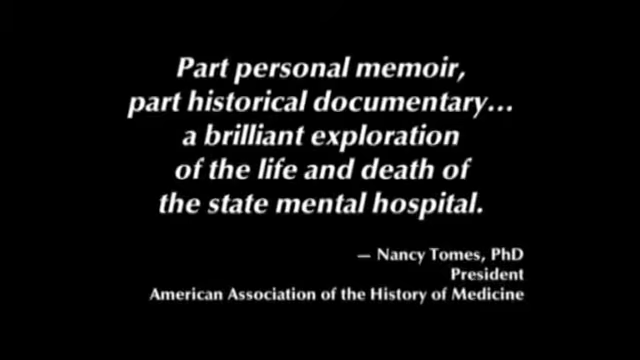 Part personal memoir,
part historical documentary...
a brilliant exploration
of the life and death of
the state mental hospital.
— Nancy Tomes, PhD
President
American Association of the History of Medicine